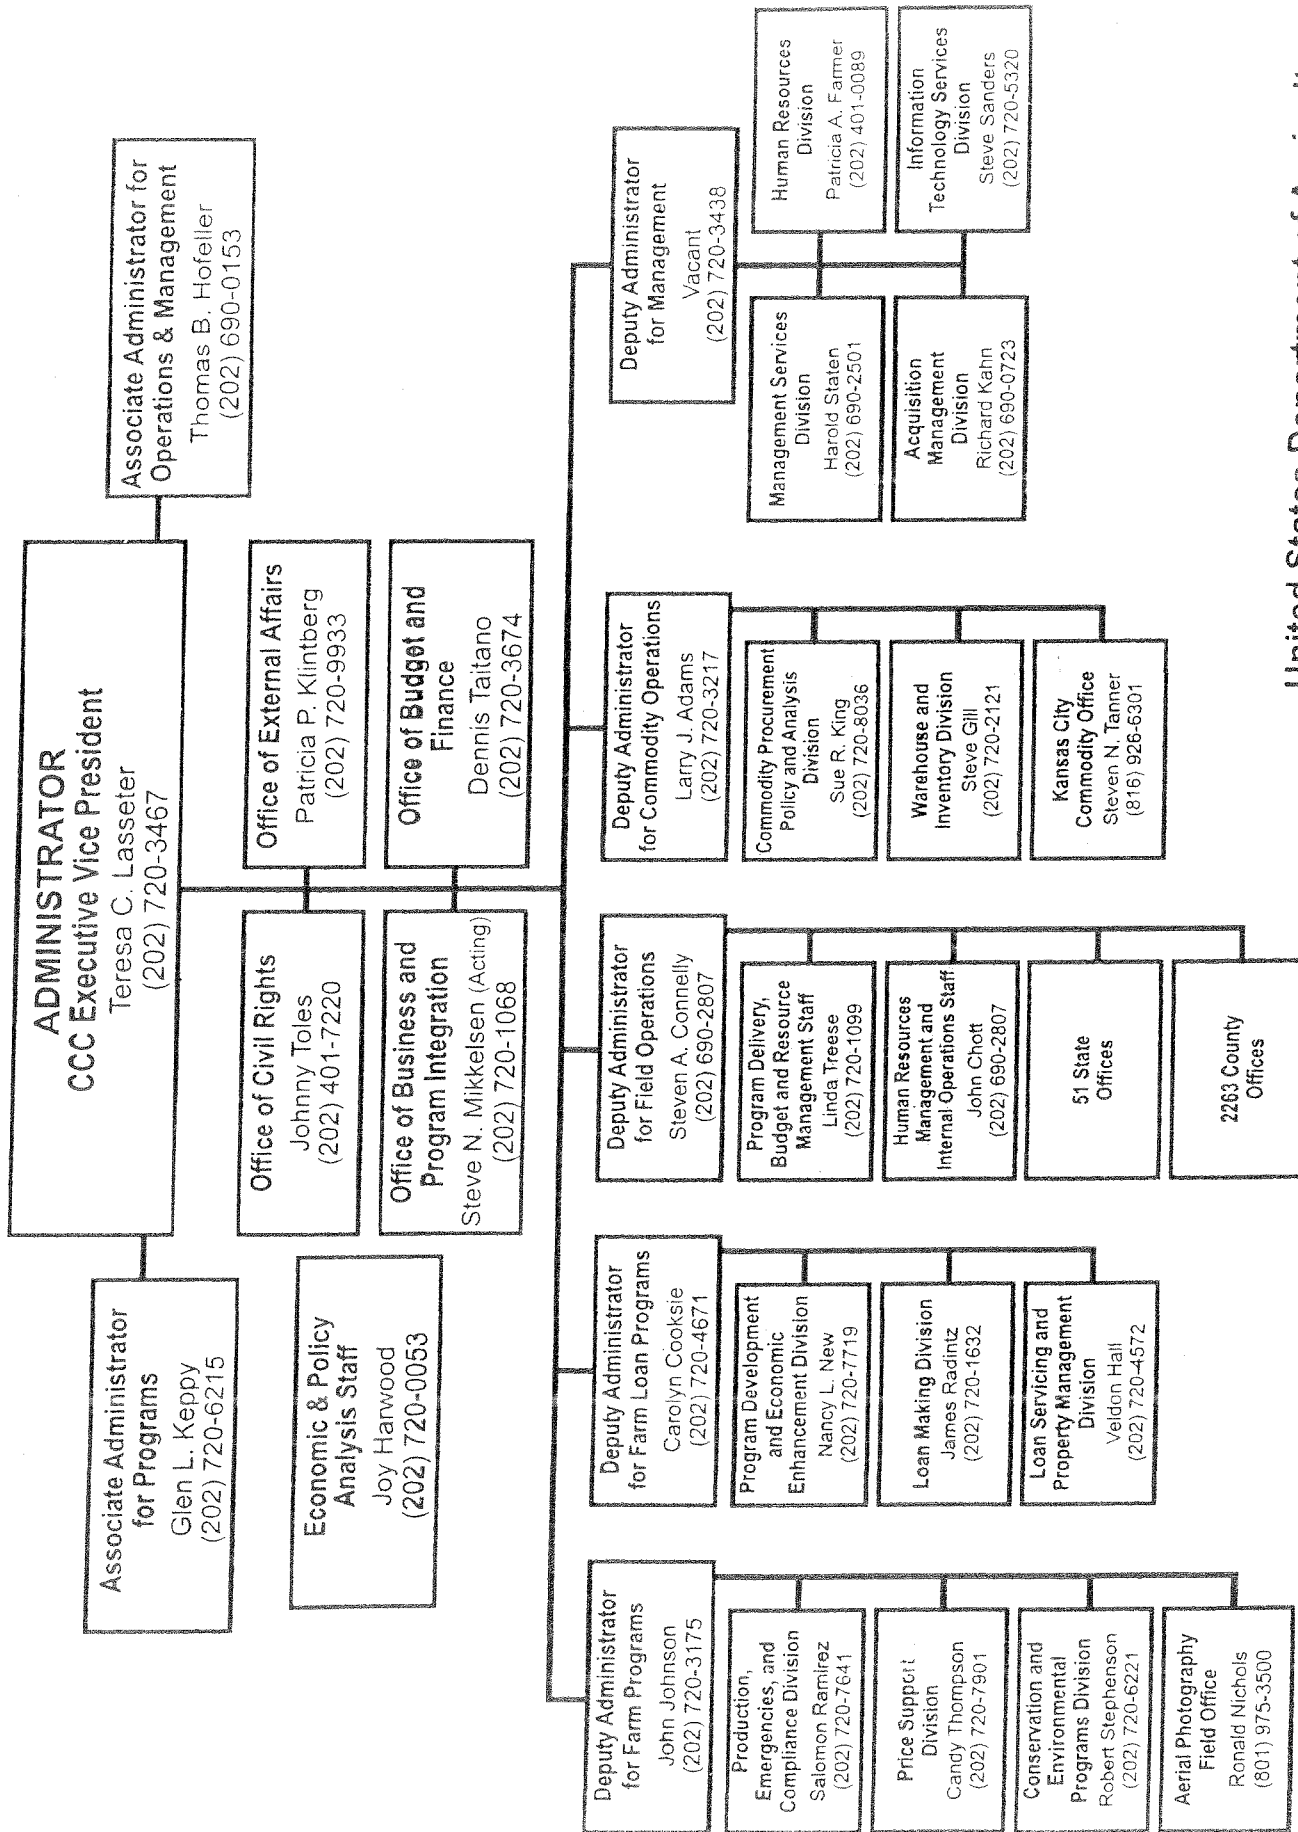 ADMINISTRATOR
CCC Executive Vice President
Teresa C. Lasseter
(202) 720-3467
Associate Administrator
for Programs
Glen L. Keppy
(202) 720-6215
Associate Administrator for
Operations & Management
Thomas B. Hofeller
(202) 690-0153
Economic & Policy
Analysis Staff
Joy Harwood
(202) 720-0053
Office of Civil Rights
Johnny Toles
(202) 401-7220
Office of External Affairs
Patricia P. Klintberg
(202) 720-9933
Office of Business and
Program Integration
Steve N. Mikkelsen (Acting)
(202) 720-1068
Office of Budget and
Finance
Dennis Taitano
(202) 720-3674
Deputy Administrator
for Farm Programs
John Johnson
(202) 720-3175
Production,
Emergencies, and
Compliance Division
Salomon Ramirez
(202) 720-7641
Price Support
Division
Candy Thompson
(202) 720-7901
Conservation and
Environmental
Programs Division
Robert Stephenson
(202) 720-6221
Aerial Photography
Field Office
Ronald Nichols
(801) 975-3500
Deputy Administrator
for Farm Loan Programs
Carolyn Cooksie
(202) 720-4671
Program Development
and Economic
Enhancement Division
Nancy L. New
(202) 720-7719
Loan Making Division
James Radintz
(202) 720-1632
Loan Servicing and
Property Management
Division
Veldon Hall
(202) 720-4572
Deputy Administrator
for Field Operations
Steven A. Connelly
(202) 690-2807
Program Delivery,
Budget and Resource
Management Staff
Linda Treese
(202) 720-1099
Human Resources
Management and
Internal Operations Staff
John Chott
(202) 690-2807
51 State
Offices
2263 County
Offices
Deputy Administrator
for Commodity Operations
Larry J. Adams
(202) 720-3217
Commodity Procurement
Policy and Analysis
Division
Sue R. King
(202) 720-8036
Warehouse and
Inventory Division
Steve Gill
(202) 720-2121
Kansas City
Commodity Office
Steven N. Tanner
(816) 926-6301
Deputy Administrator
for Management
Vacant
(202) 720-3438
Management Services
Division
Harold Staten
(202) 690-2501
Human Resources
Division
Patricia A. Farmer
(202) 401-0089
Acquisition
Management
Division
Richard Kahn
(202) 690-0723
Information
Technology Services
Division
Steve Sanders
(202) 720-5320
United States Department of